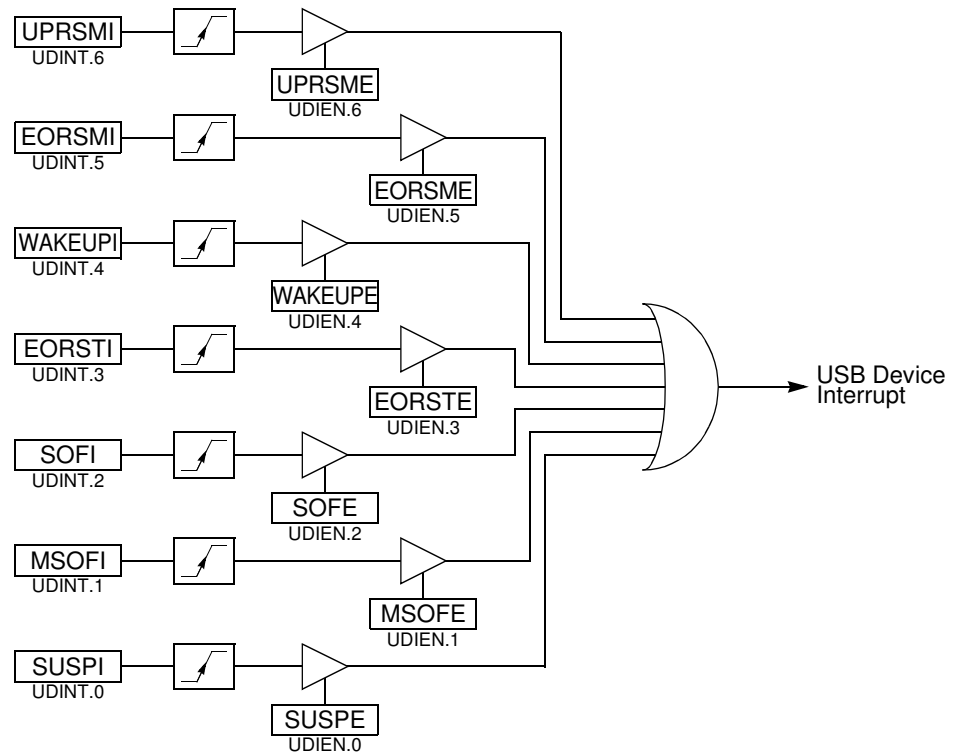 UPRSMI
UDINT.6
UPRSME
UDIEN.6
EORSMI
UDINT.5
EORSME
UDIEN.5
WAKEUPI
UDINT.4
WAKEUPE
UDIEN.4
EORSTI
UDINT.3
EORSTE
UDIEN.3
SOFI
UDINT.2
SOFE
UDIEN.2
MSOFI
UDINT.1
MSOFE
UDIEN.1
SUSPI
UDINT.0
SUSPE
UDIEN.0
USB Device
Interrupt